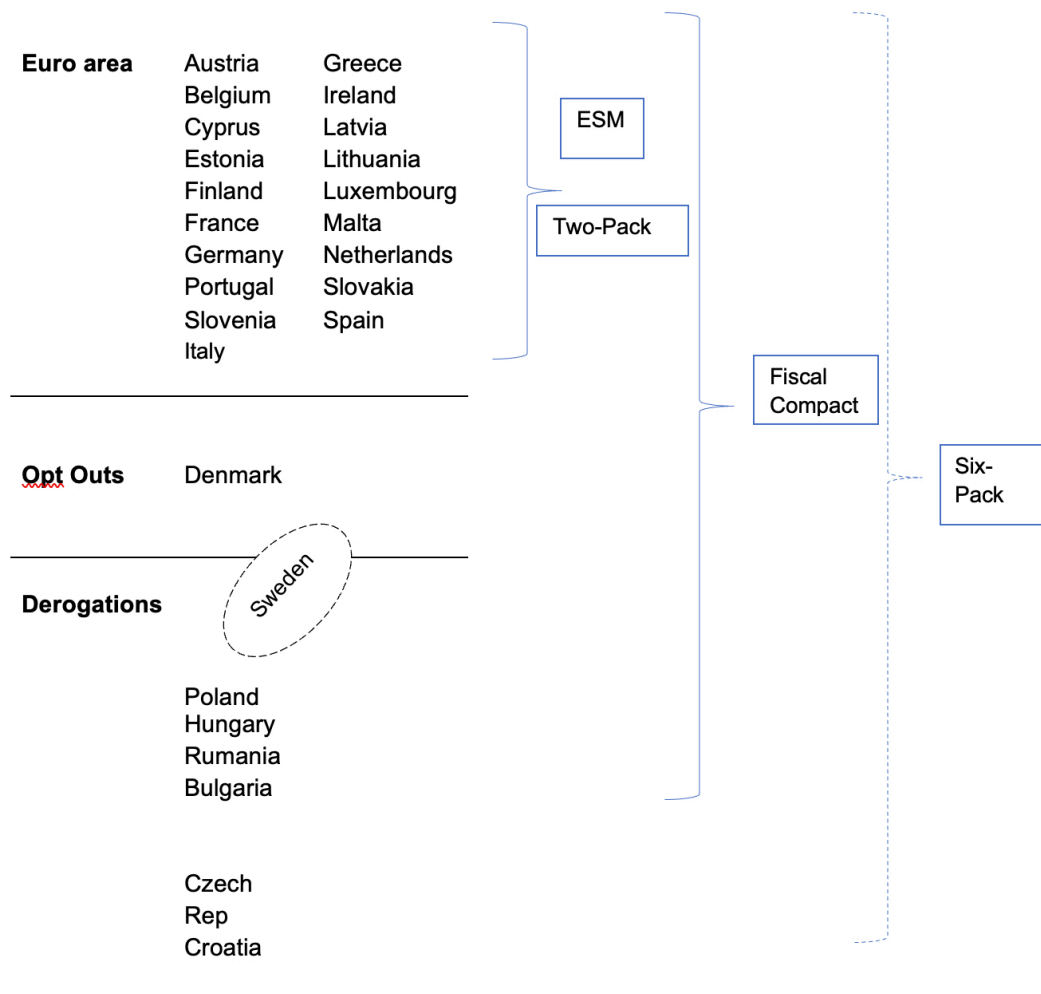 Euro area
Austria Greece
Belgium Ireland
Cyprus Latvia
Estonia Lithuania
Finland Luxembourg
France Malta
Germany Netherlands
Portugal Slovakia
Slovenia Spain
Italy
ESM
Two-Pack
Fiscal
Compact
Six-
Pack
Opt Outs Denmark
Sweden
Derogations
Poland
Hungary
Rumania
Bulgaria
Czech
Rep
Croatia